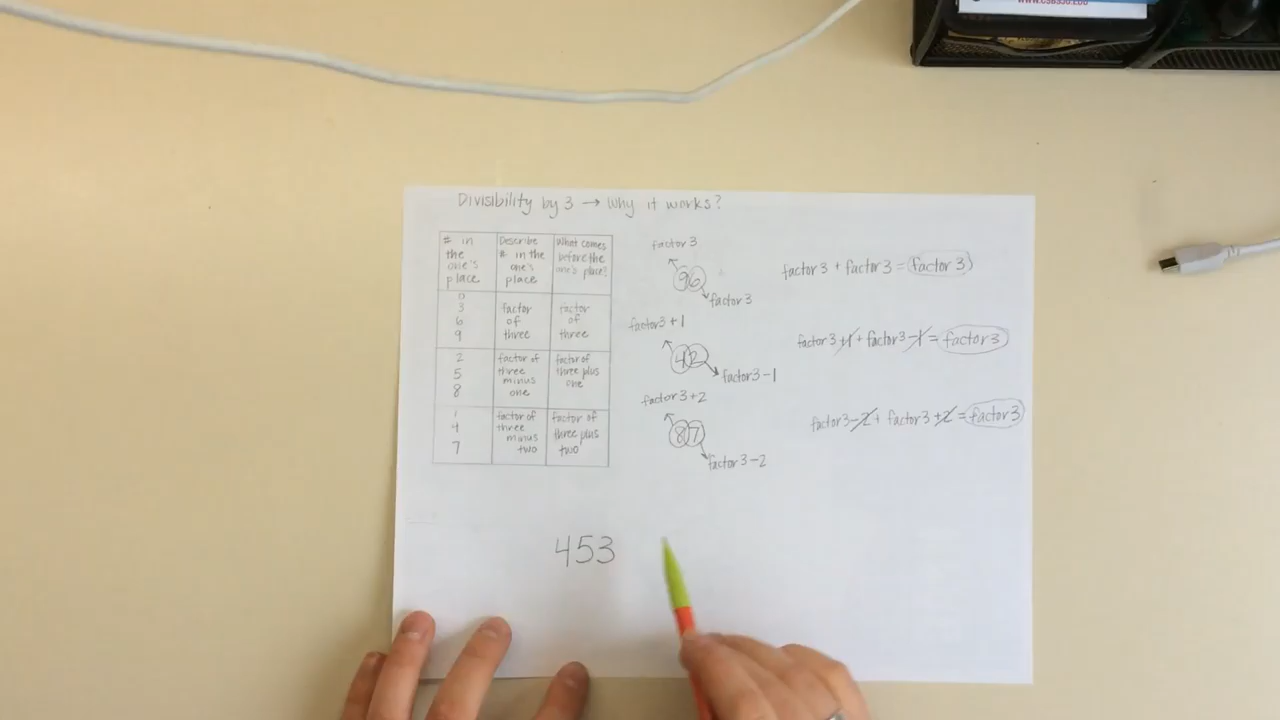 WWW.CSBSJU.EDU
Divisibility by 3 → Why it works?
# in the one's place
Describe # in the one's place
What comes before the one's place?
0
3
6
9
factor of three
factor of three
2
5
8
factor of three minus one
factor of three plus one
1
4
7
factor of three minus two
factor of three plus two
factor 3
96
factor 3
factor 3 + 1
42
factor 3 - 1
factor 3 + 2
87
factor 3 - 2
factor 3 + factor 3 = factor 3
factor 3 +1 + factor 3 -1 = factor 3
factor 3 -2 + factor 3 +2 = factor 3
453